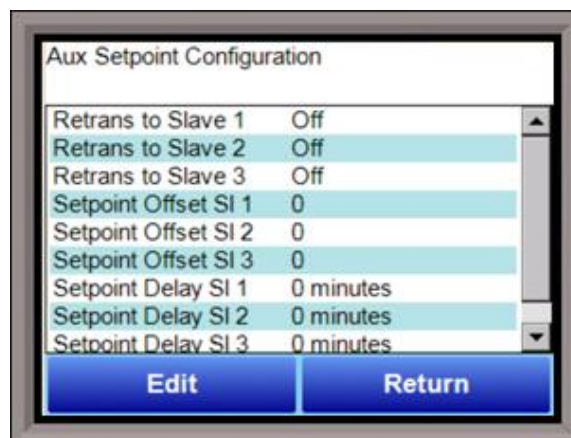 Aux Setpoint Configuration
Retrans to Slave 1 Off
Retrans to Slave 2 Off
Retrans to Slave 3 Off
Setpoint Offset Sl 1 0
Setpoint Offset Sl 2 0
Setpoint Offset Sl 3 0
Setpoint Delay Sl 1 0 minutes
Setpoint Delay Sl 2 0 minutes
Setpoint Delay Sl 3 0 minutes
Edit Return